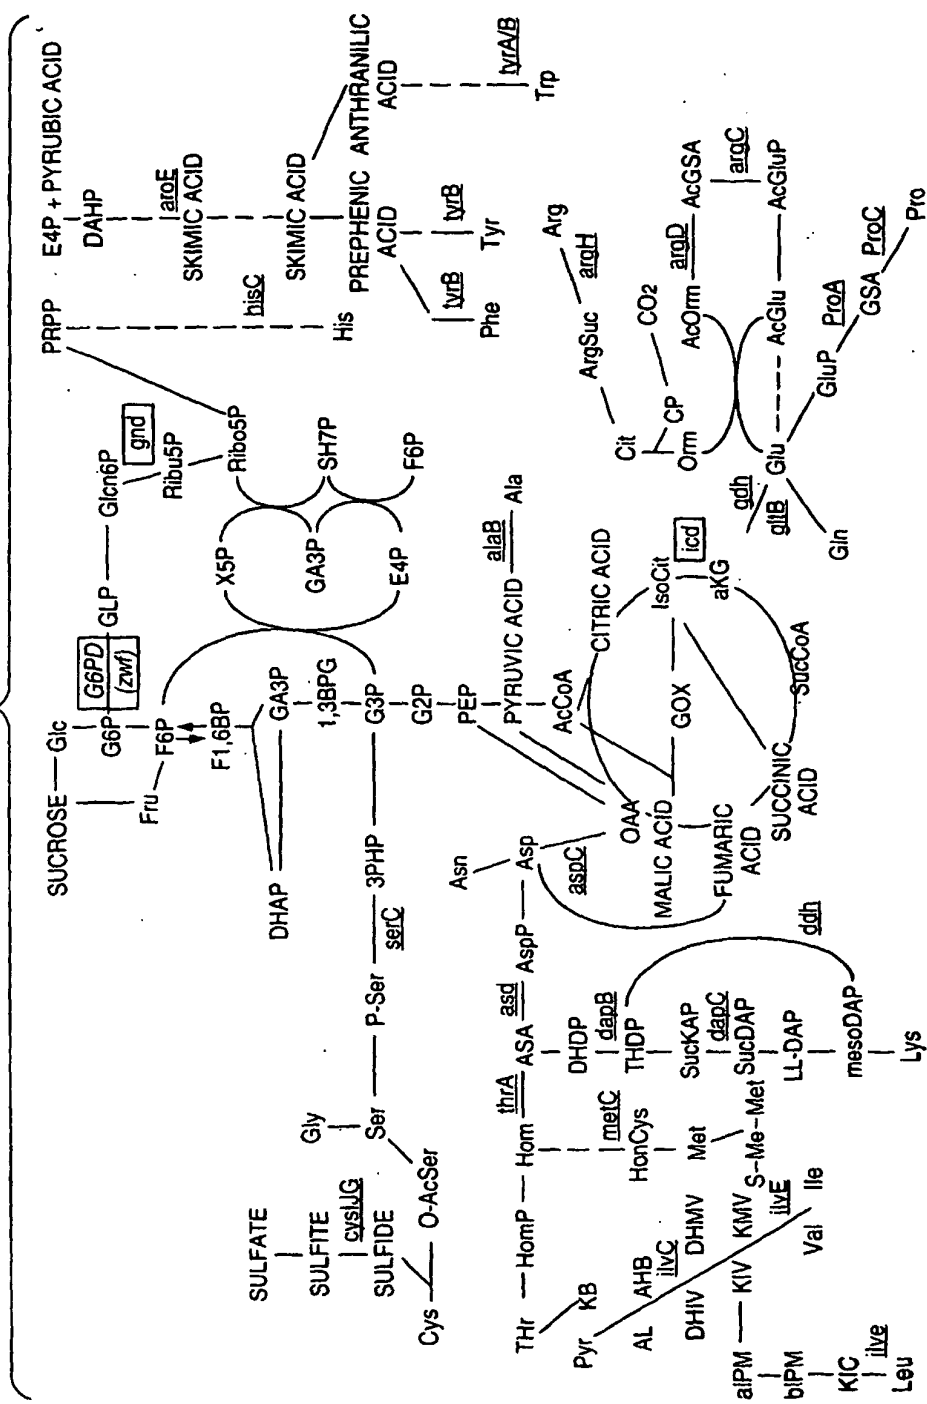 SUCROSE
Glc
Fru
G6P
G6PD
(zwf)
GLP
Glcn6P
gnd
Ribu5P
Ribo5P
F6P
F1,6BP
DHAP
GA3P
1,3BPG
G3P
G2P
PEP
PYRUVIC ACID
alaB
Ala
AcCoA
X5P
GA3P
E4P
SH7P
F6P
PRPP
hisC
His
E4P + PYRUBIC ACID
DAHP
aroE
SKIMIC ACID
SKIMIC ACID
PREPHENIC
ACID
ANTHRANILIC
ACID
tyrB
Phe
tyrB
Tyr
tyrA/B
Trp
3PHP
serC
P-Ser
Ser
Gly
O-AcSer
Cys
SULFATE
SULFITE
cysIJG
SULFIDE
CITRIC ACID
IsoCit
icd
aKG
SucCoA
SUCCINIC
ACID
FUMARIC
ACID
MALIC ACID
OAA
GOX
aspC
Asp
Asn
AspP
asd
ASA
thrA
Hom
HomP
THr
KB
Pyr
AL
AHB
ilvC
DHIV
DHMV
KIV
KMV
ilvE
Val
Ile
aIPM
bIPM
KIC
ilve
Leu
metC
HonCys
Met
S-Me-Met
DHDP
dapB
THDP
SucKAP
dapC
SucDAP
LL-DAP
mesoDAP
Lys
ddh
Arg
argH
ArgSuc
Cit
CO2
CP
Orm
AcOrm
argD
AcGSA
argC
AcGluP
AcGlu
Glu
gdh
gltB
Gln
GluP
ProA
GSA
ProC
Pro